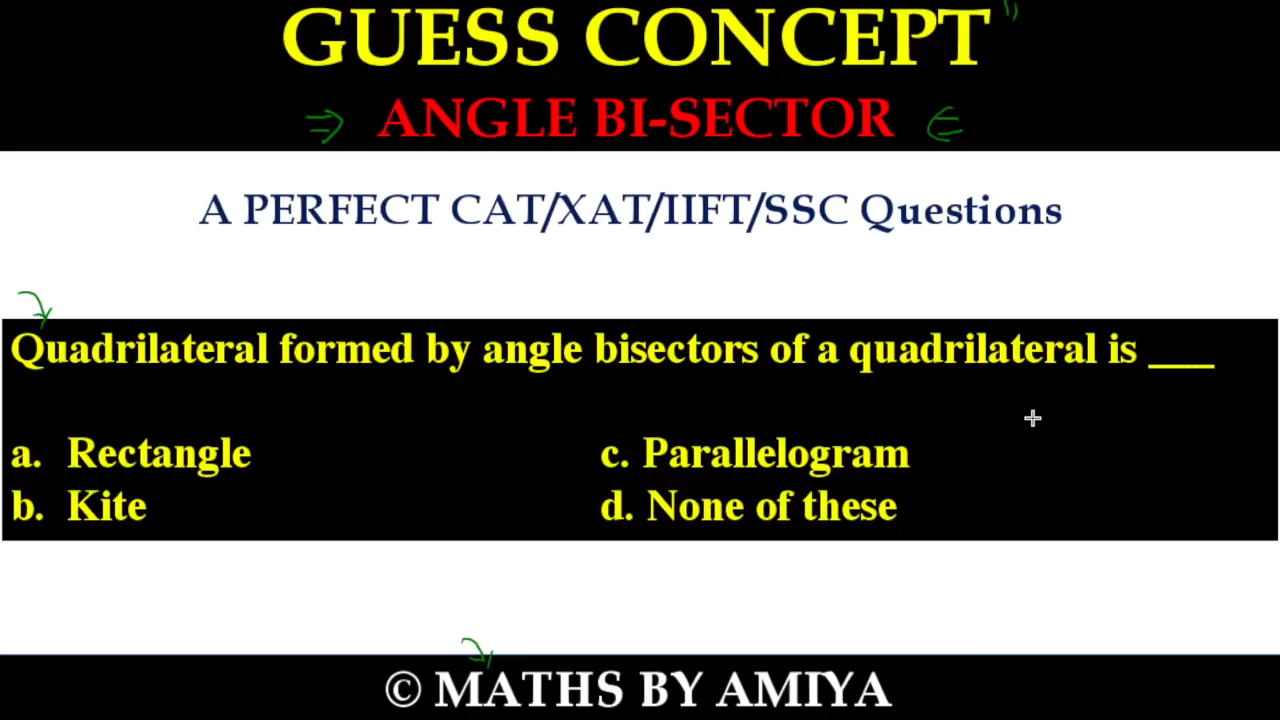 GUESS CONCEPT
ANGLE BI-SECTOR
A PERFECT CAT/XAT/IIFT/SSC Questions
Quadrilateral formed by angle bisectors of a quadrilateral is ___
a. Rectangle c. Parallelogram
b. Kite d. None of these
© MATHS BY AMIYA